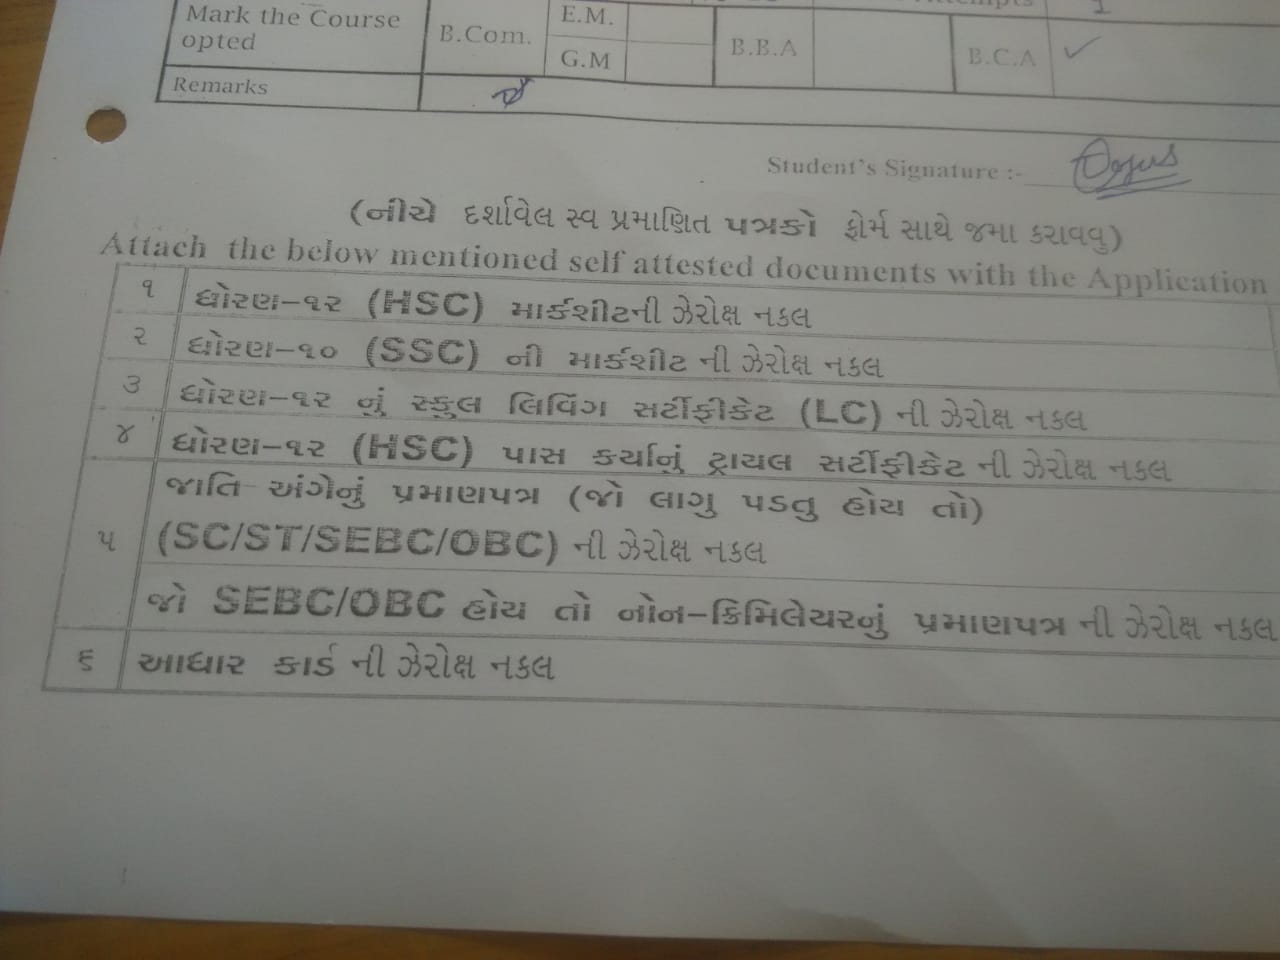 Mark the Course opted B.Com. E.M. G.M B.B.A B.C.A ✓
Remarks
Student's Signature :-
(નીચે દર્શાવેલ સ્વ પ્રમાણિત પત્રકો ફોર્મ સાથે જમા કરાવવુ)
Attach the below mentioned self attested documents with the Application
૧ ધોરણ-૧૨ (HSC) માર્કશીટની ઝેરોક્ષ નકલ
૨ ધોરણ-૧૦ (SSC) ની માર્કશીટ ની ઝેરોક્ષ નકલ
૩ ધોરણ-૧૨ નું સ્કુલ લિવિંગ સર્ટીફીકેટ (LC) ની ઝેરોક્ષ નકલ
૪ ધોરણ-૧૨ (HSC) પાસ કર્યાનું ટ્રાયલ સર્ટીફીકેટ ની ઝેરોક્ષ નકલ
૫ જાતિ અંગેનું પ્રમાણપત્ર (જો લાગુ પડતુ હોય તો)
(SC/ST/SEBC/OBC) ની ઝેરોક્ષ નકલ
જો SEBC/OBC હોય તો નોન-ક્રિમિલેયરનું પ્રમાણપત્ર ની ઝેરોક્ષ નકલ
૬ આધાર કાર્ડ ની ઝેરોક્ષ નકલ